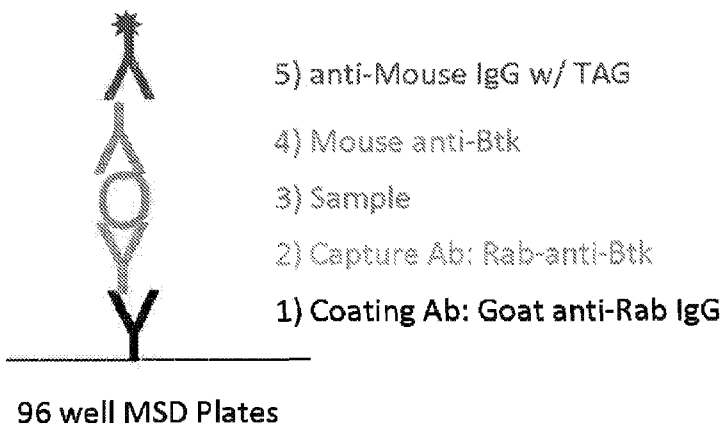 5) anti-Mouse IgG w/ TAG
4) Mouse anti-Btk
3) Sample
2) Capture Ab: Rab-anti-Btk
1) Coating Ab: Goat anti-Rab IgG
96 well MSD Plates